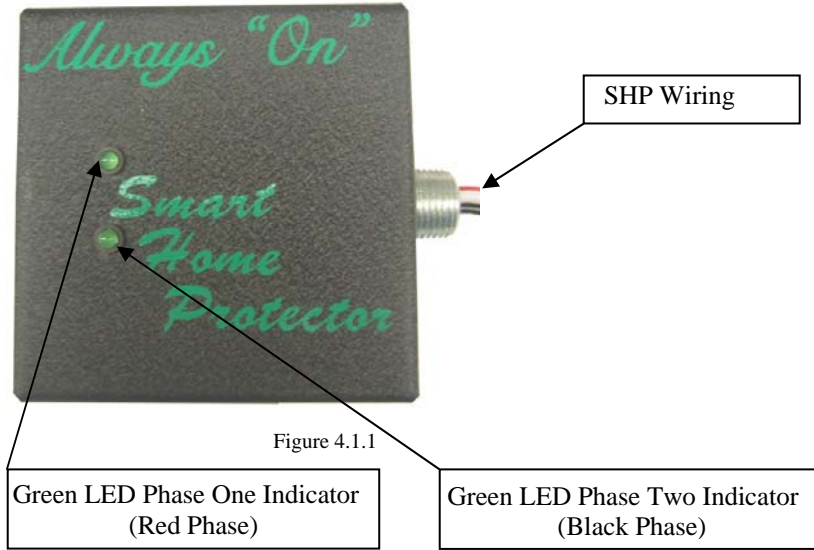 Always "On"
SHP Wiring
Smart
Home
Protector
Figure 4.1.1
Green LED Phase One Indicator
(Red Phase)
Green LED Phase Two Indicator
(Black Phase)